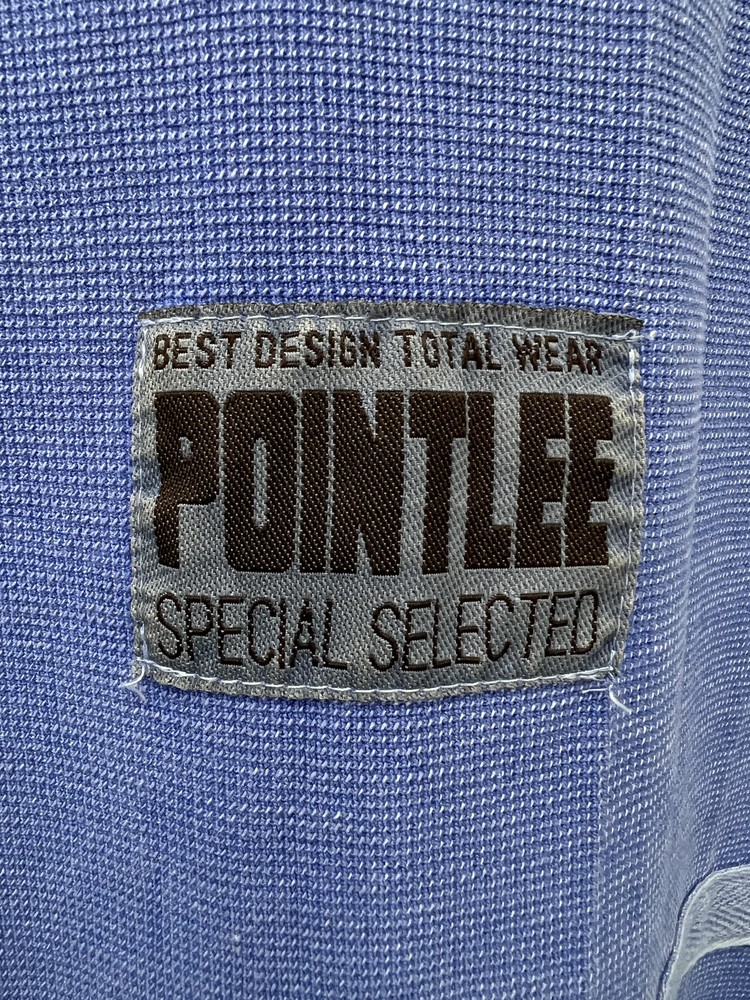 BEST DESIGN TOTAL WEAR
POINTLEE
SPECIAL SELECTED